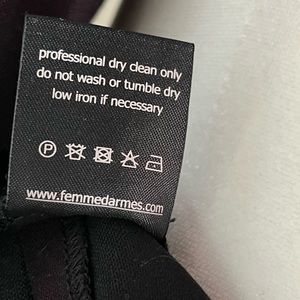 professional dry clean only
do not wash or tumble dry
low iron if necessary
P
www.femmedarmes.com